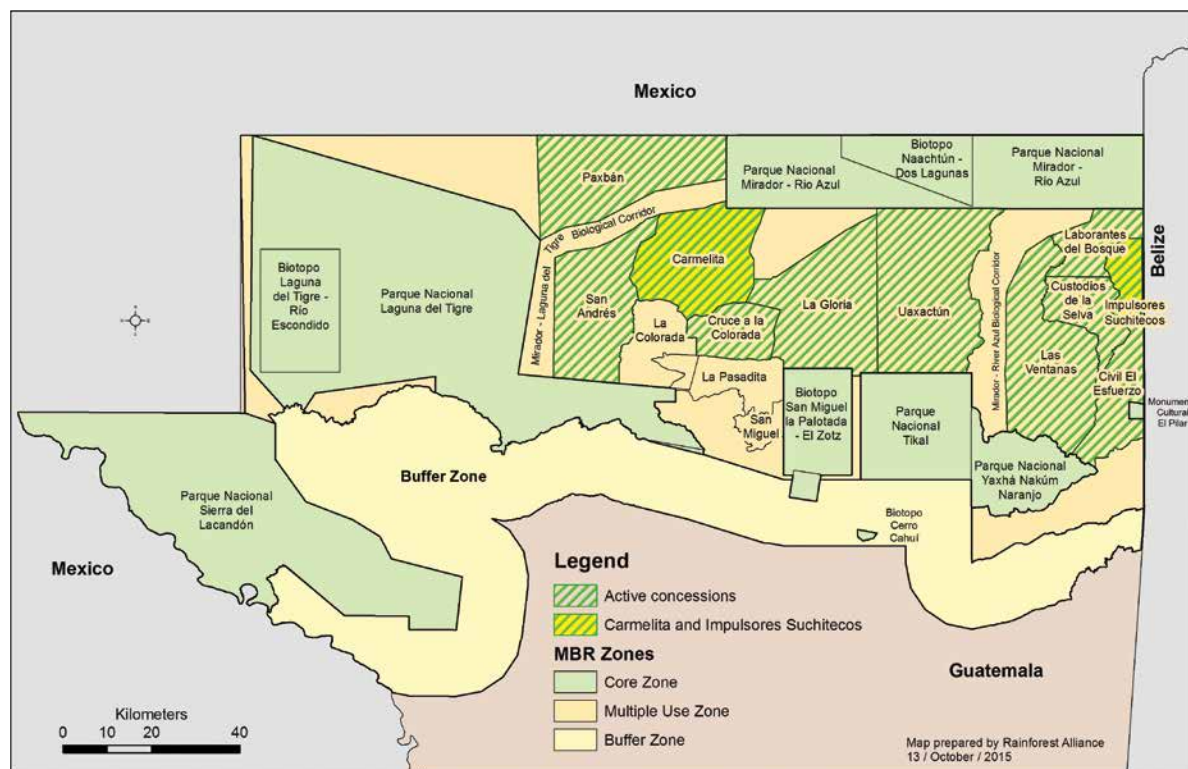 Mexico
Paxbán
Parque Nacional
Mirador - Río Azul
Biotopo
Naachtún -
Dos Lagunas
Parque Nacional
Mirador -
Río Azul
Mirador - Laguna del Tigre Biological Corridor
Carmelita
Laborantes
del Bosque
Belize
Biotopo
Laguna
del Tigre -
Río
Escondido
Parque Nacional
Laguna del Tigre
San
Andrés
La
Colorada
Cruce a la
Colorada
La Gloria
Uaxactún
Mirador - River Azul Biological Corridor
Custodios
de la
Selva
Impulsores
Suchitecos
Las
Ventanas
Civil El
Esfuerzo
La Pasadita
San
Miguel
Biotopo
San Miguel
la Palotada
- El Zotz
Parque
Nacional
Tikal
Monumen
Cultural
El Pilar
Parque Nacional
Yaxhá Nakúm
Naranjo
Buffer Zone
Parque Nacional
Sierra del
Lacandón
Biotopo
Cerro
Cahuí
Mexico
Legend
Active concessions
Carmelita and Impulsores Suchitecos
MBR Zones
Core Zone
Multiple Use Zone
Buffer Zone
Guatemala
Kilometers
0 10 20 40
Map prepared by Rainforest Alliance
13 / October / 2015